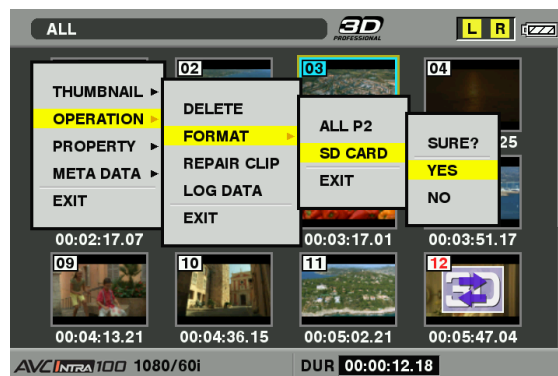 ALL
3D
PROFESSIONAL
L R
02
03
04
THUMBNAIL
OPERATION
PROPERTY
META DATA
EXIT
DELETE
FORMAT
REPAIR CLIP
LOG DATA
EXIT
ALL P2
SD CARD
EXIT
SURE?
YES
NO
25
00:02:17.07
00:03:17.01
00:03:51.17
09
10
11
12
3D
00:04:13.21
00:04:36.15
00:05:02.21
00:05:47.04
AVC INTRA 100 1080/60i
DUR 00:00:12.18